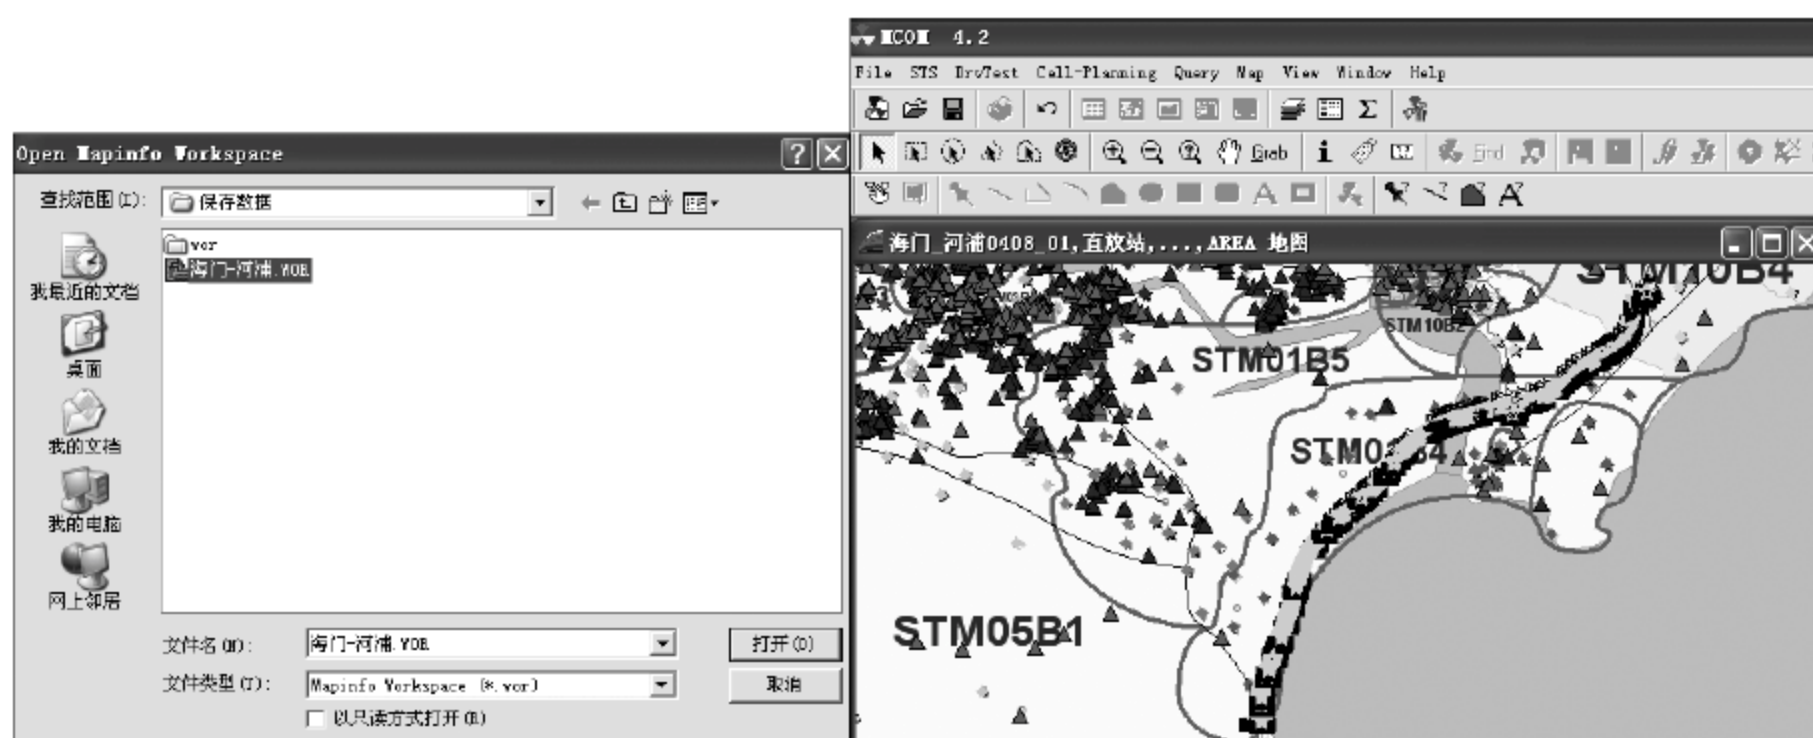 Open Mapinfo Workspace
查找范围(I):
保存数据
wor
海门-河浦.WOR
我最近的文档
桌面
我的文档
我的电脑
网上邻居
文件名(N):
海门-河浦.WOR
打开(O)
文件类型(T):
Mapinfo Workspace (*.wor)
取消
以只读方式打开(R)
MCOM 4.2
File STS DrvTest Cell-Planning Query Map View Window Help
Grab
Find
海门_河浦0408_01,直放站,...,AREA 地图
STM10B4
STM10B2
STM01B5
STM05B1